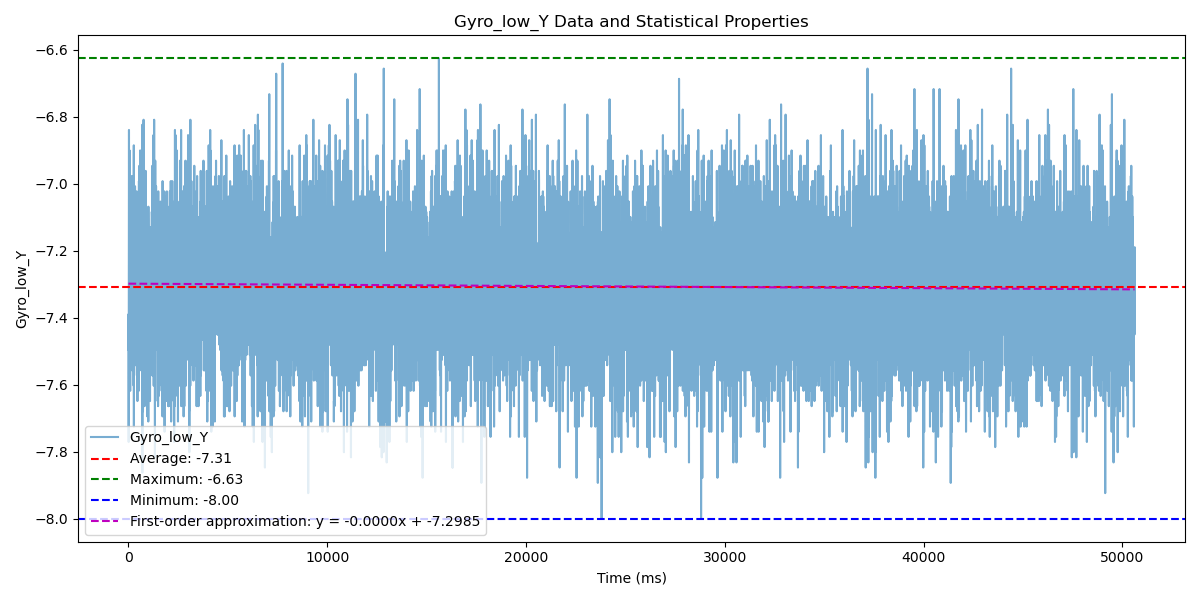 Gyro_low_Y Data and Statistical Properties
−6.6
−6.8
−7.0
−7.2
−7.4
−7.6
−7.8
−8.0
Gyro_low_Y
Gyro_low_Y
Average: -7.31
Maximum: -6.63
Minimum: -8.00
First-order approximation: y = -0.0000x + -7.2985
0 10000 20000 30000 40000 50000
Time (ms)